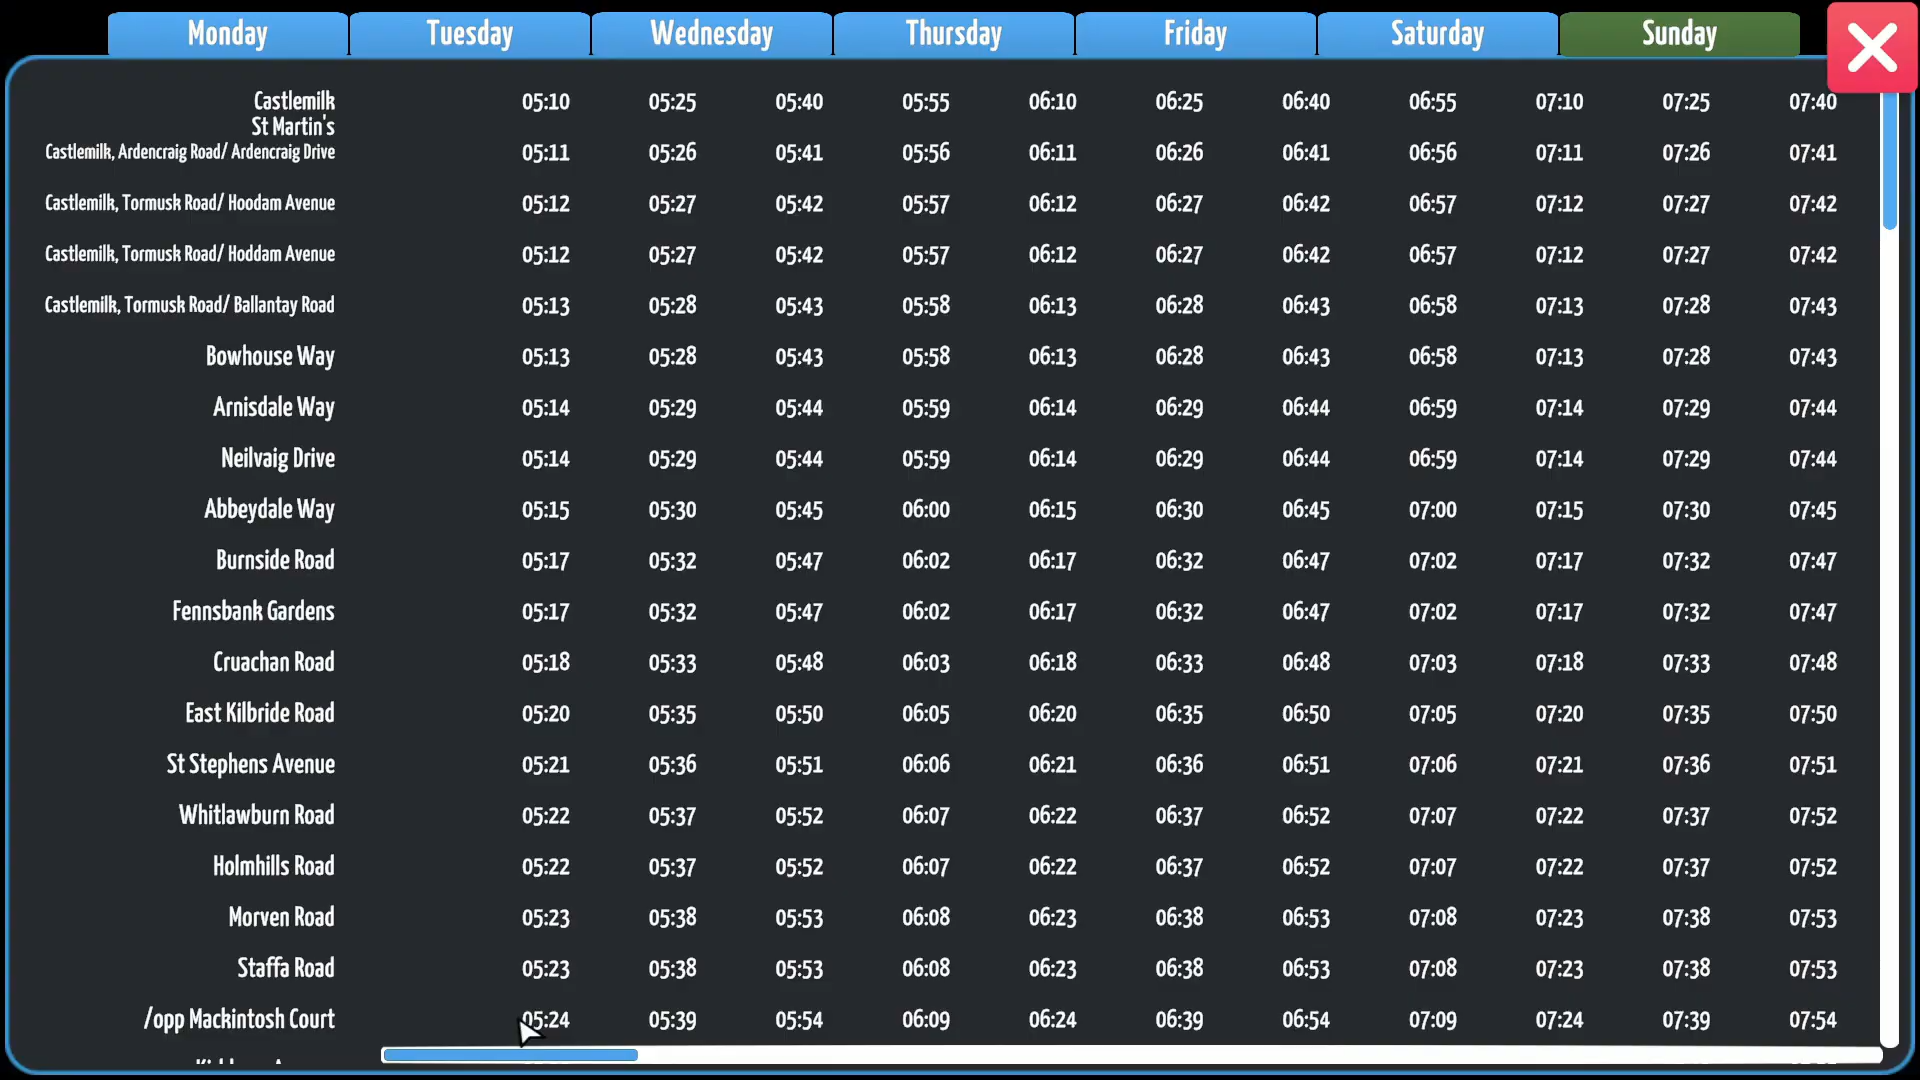 Monday Tuesday Wednesday Thursday Friday Saturday Sunday
Castlemilk 05:10 05:25 05:40 05:55 06:10 06:25 06:40 06:55 07:10 07:25 07:40
St Martin's
Castlemilk, Ardencraig Road/ Ardencraig Drive 05:11 05:26 05:41 05:56 06:11 06:26 06:41 06:56 07:11 07:26 07:41
Castlemilk, Tormusk Road/ Hoodam Avenue 05:12 05:27 05:42 05:57 06:12 06:27 06:42 06:57 07:12 07:27 07:42
Castlemilk, Tormusk Road/ Hoddam Avenue 05:12 05:27 05:42 05:57 06:12 06:27 06:42 06:57 07:12 07:27 07:42
Castlemilk, Tormusk Road/ Ballantay Road 05:13 05:28 05:43 05:58 06:13 06:28 06:43 06:58 07:13 07:28 07:43
Bowhouse Way 05:13 05:28 05:43 05:58 06:13 06:28 06:43 06:58 07:13 07:28 07:43
Arnisdale Way 05:14 05:29 05:44 05:59 06:14 06:29 06:44 06:59 07:14 07:29 07:44
Neilvaig Drive 05:14 05:29 05:44 05:59 06:14 06:29 06:44 06:59 07:14 07:29 07:44
Abbeydale Way 05:15 05:30 05:45 06:00 06:15 06:30 06:45 07:00 07:15 07:30 07:45
Burnside Road 05:17 05:32 05:47 06:02 06:17 06:32 06:47 07:02 07:17 07:32 07:47
Fennsbank Gardens 05:17 05:32 05:47 06:02 06:17 06:32 06:47 07:02 07:17 07:32 07:47
Cruachan Road 05:18 05:33 05:48 06:03 06:18 06:33 06:48 07:03 07:18 07:33 07:48
East Kilbride Road 05:20 05:35 05:50 06:05 06:20 06:35 06:50 07:05 07:20 07:35 07:50
St Stephens Avenue 05:21 05:36 05:51 06:06 06:21 06:36 06:51 07:06 07:21 07:36 07:51
Whitlawburn Road 05:22 05:37 05:52 06:07 06:22 06:37 06:52 07:07 07:22 07:37 07:52
Holmhills Road 05:22 05:37 05:52 06:07 06:22 06:37 06:52 07:07 07:22 07:37 07:52
Morven Road 05:23 05:38 05:53 06:08 06:23 06:38 06:53 07:08 07:23 07:38 07:53
Staffa Road 05:23 05:38 05:53 06:08 06:23 06:38 06:53 07:08 07:23 07:38 07:53
/opp Mackintosh Court 05:24 05:39 05:54 06:09 06:24 06:39 06:54 07:09 07:24 07:39 07:54